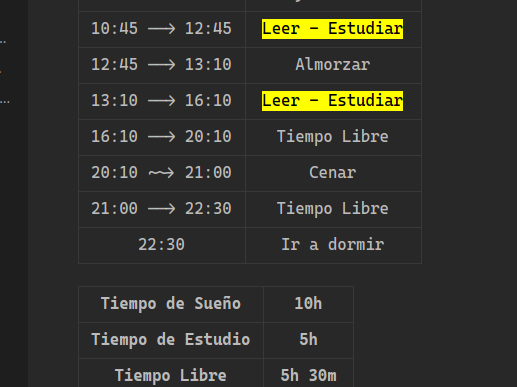 10:45 ──> 12:45 Leer - Estudiar
12:45 ──> 13:10 Almorzar
13:10 ──> 16:10 Leer - Estudiar
16:10 ──> 20:10 Tiempo Libre
20:10 ~~> 21:00 Cenar
21:00 ──> 22:30 Tiempo Libre
22:30 Ir a dormir
Tiempo de Sueño 10h
Tiempo de Estudio 5h
Tiempo Libre 5h 30m